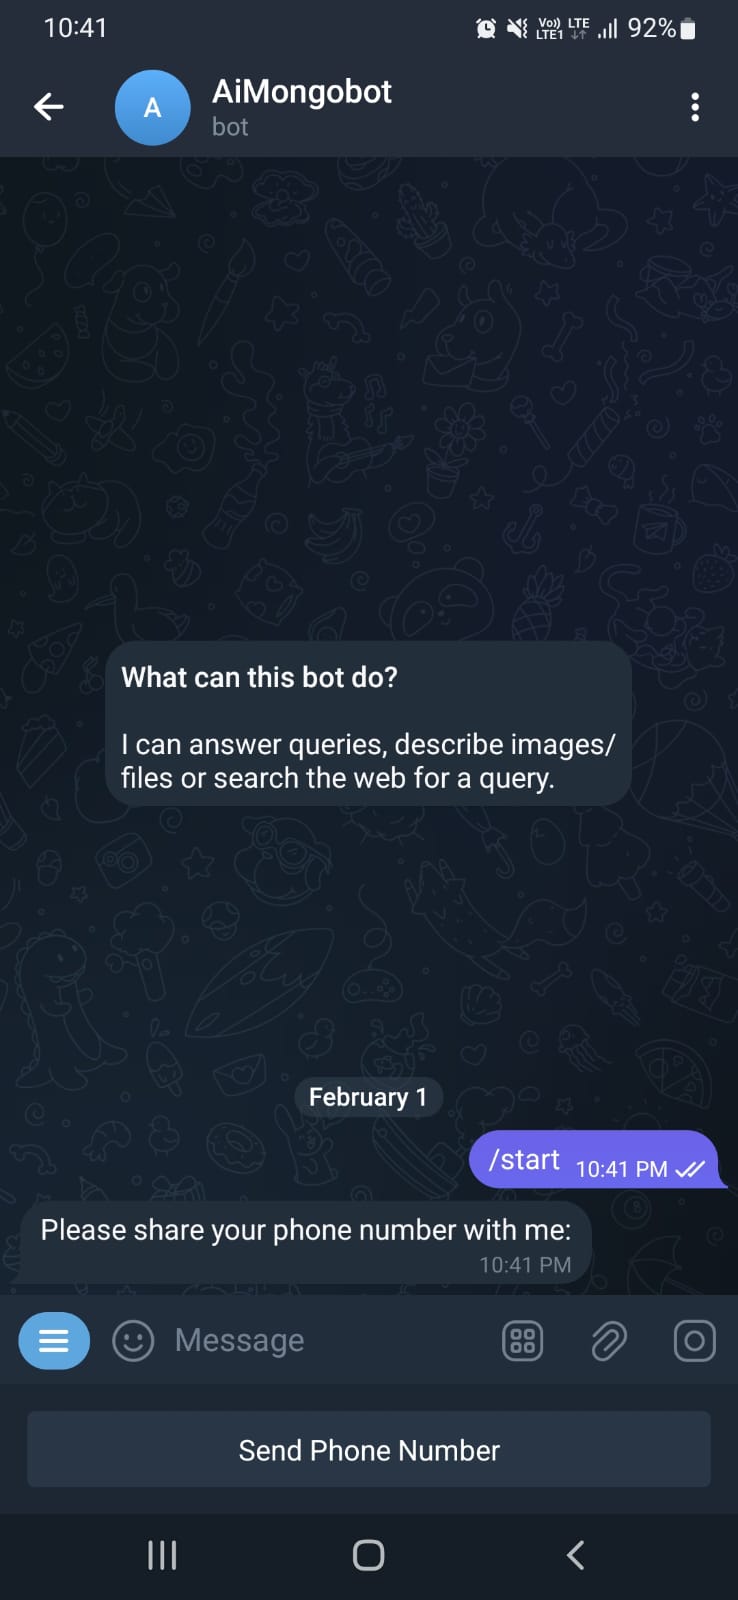 10:41
Vo)) LTE
LTE1
92%
A
AiMongobot
bot
What can this bot do?
I can answer queries, describe images/
files or search the web for a query.
February 1
/start 10:41 PM
Please share your phone number with me:
10:41 PM
Message
Send Phone Number